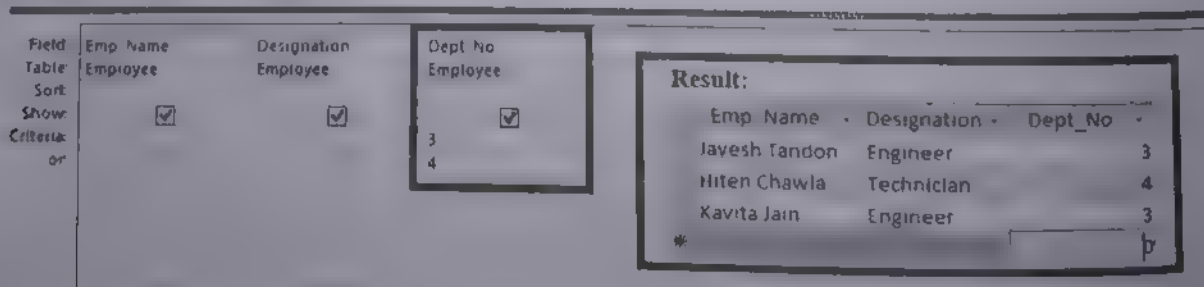 Field: Emp Name Designation Dept No
Table: Employee Employee Employee
Sort:
Show:
Criteria: 3
or: 4
Result:
Emp Name Designation Dept_No
Jayesh Tandon Engineer 3
Hiten Chawla Technician 4
Kavita Jain Engineer 3
*